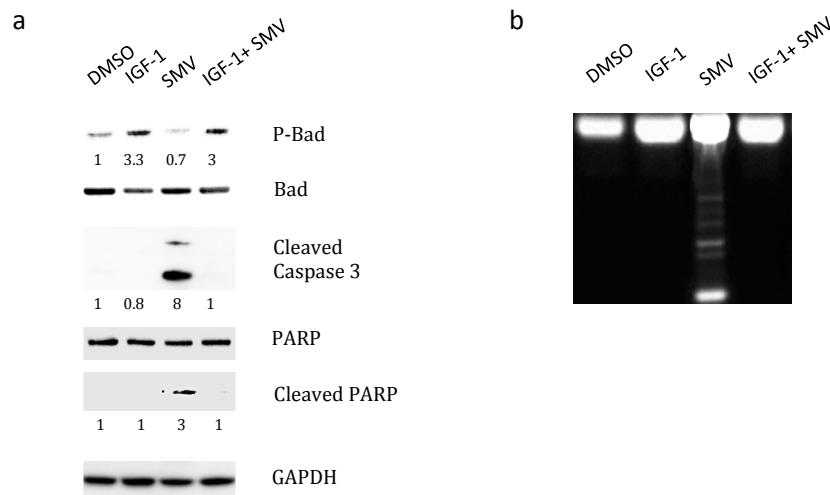 a
DMSO
IGF-1
SMV
IGF-1+ SMV
P-Bad
1 3.3 0.7 3
Bad
Cleaved
Caspase 3
1 0.8 8 1
PARP
Cleaved PARP
1 1 3 1
GAPDH
b
DMSO
IGF-1
SMV
IGF-1+ SMV